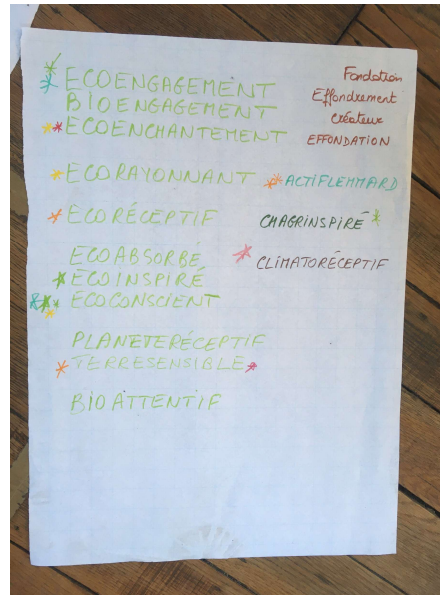 ECOENGAGEMENT
BIOENGAGEMENT
ECOENCHANTEMENT
ECORAYONNANT
ECORÉCEPTIF
ECOABSORBÉ
ECOINSPIRÉ
ECOCONSCIENT
PLANETERÉCEPTIF
TERRESENSIBLE
BIOATTENTIF
Fondation
Effondrement
créateur
EFFONDATION
ACTIFLEMMARD
CHAGRINSPIRÉ
CLIMATORÉCEPTIF